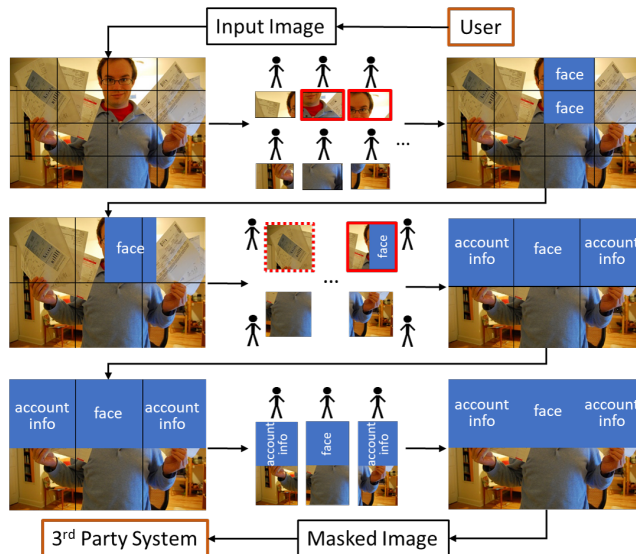 Input Image
User
face
face
...
face
face
...
account
info
face
account
info
account
info
face
account
info
account
info
face
account
info
account
info
face
account
info
3rd Party System
Masked Image